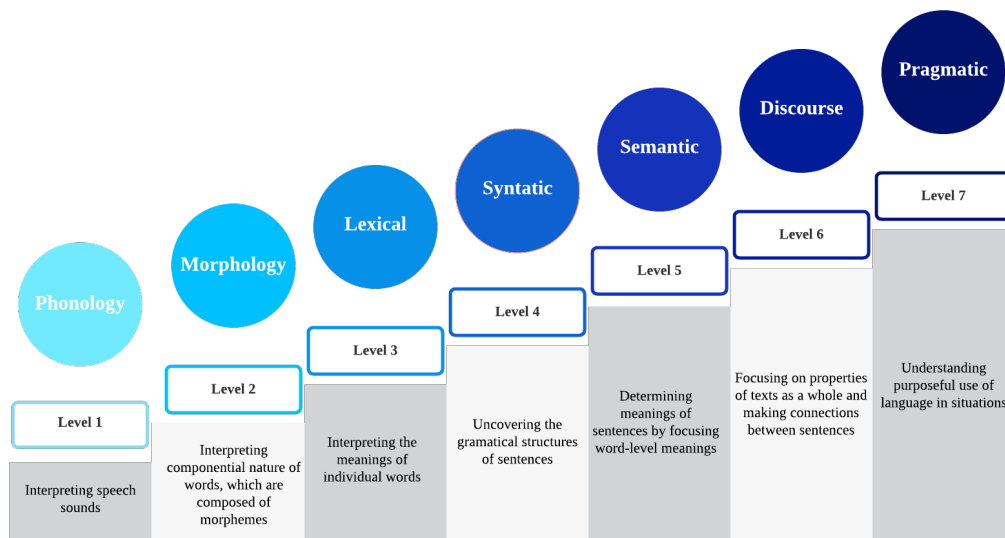 Phonology
Level 1
Interpreting speech
sounds
Morphology
Level 2
Interpreting
componential nature of
words, which are
composed of
morphemes
Lexical
Level 3
Interpreting the
meanings of
individual words
Syntatic
Level 4
Uncovering the
gramatical structures
of sentences
Semantic
Level 5
Determining
meanings of
sentences by focusing
word-level meanings
Discourse
Level 6
Focusing on properties
of texts as a whole and
making connections
between sentences
Pragmatic
Level 7
Understanding
purposeful use of
language in situations